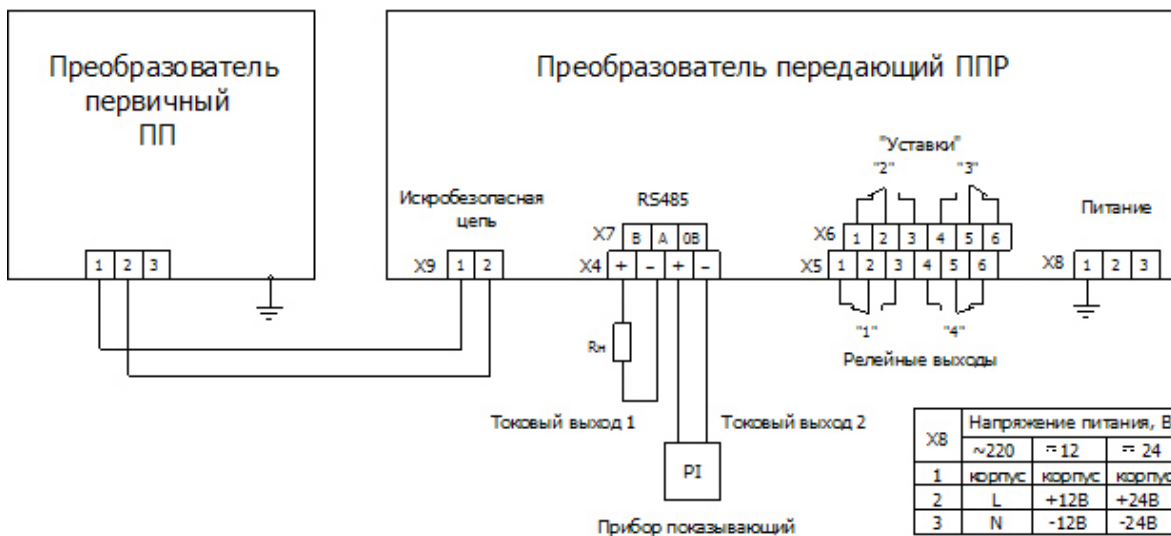 Преобразователь
первичный
ПП
1 2 3
Преобразователь передающий ППР
Искробезопасная
цепь
X9 1 2
RS485
X7 B A 0B
X4 + - + -
Rн
Токовый выход 1
Токовый выход 2
PI
Прибор показывающий
"Уставки"
"2" "3"
X6 1 2 3 4 5 6
X5 1 2 3 4 5 6
"1" "4"
Релейные выходы
Питание
X8 1 2 3
X8 Напряжение питания, В
~220 =12 =24
1 корпус корпус корпус
2 L +12В +24В
3 N -12В -24В